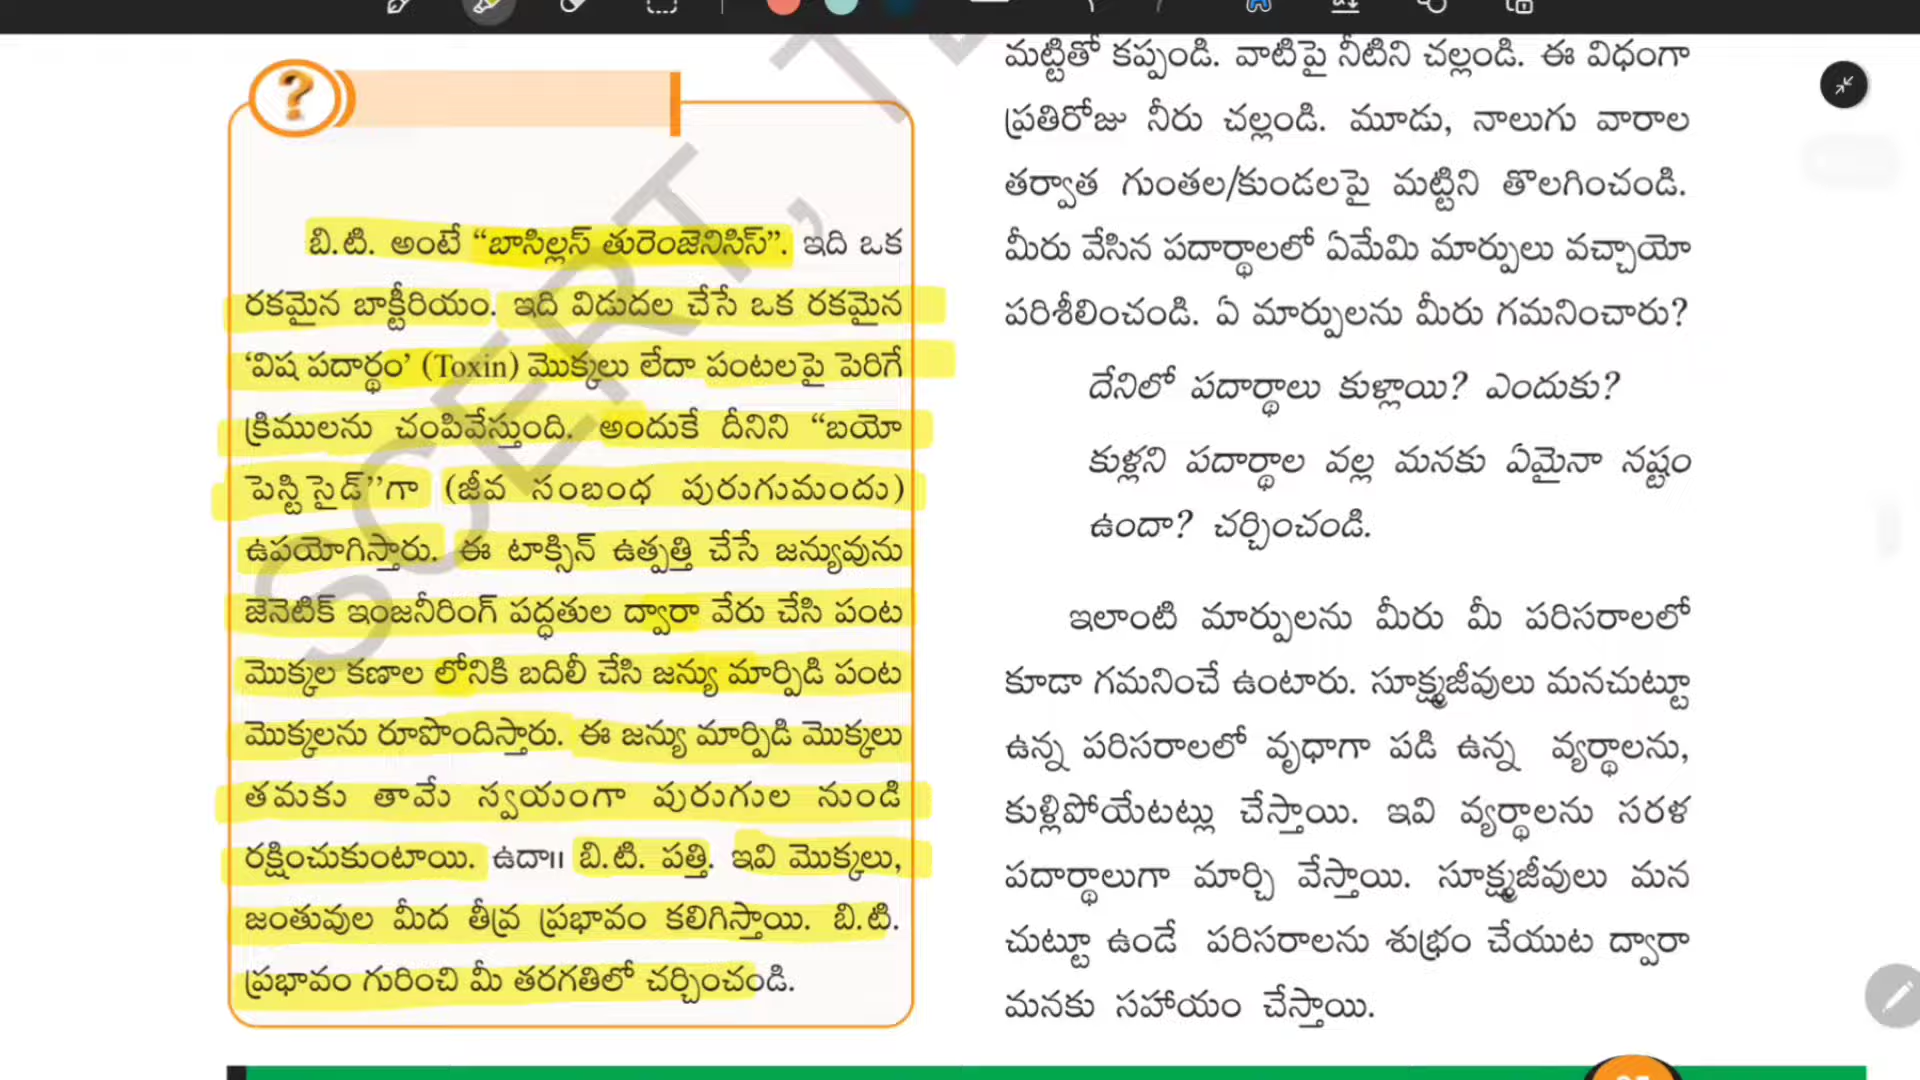 బి.టి. అంటే “బాసిల్లస్ తురెంజెనిసిస్”. ఇది ఒక
రకమైన బాక్టీరియం. ఇది విడుదల చేసే ఒక రకమైన
‘విష పదార్థం’ (Toxin) మొక్కలు లేదా పంటలపై పెరిగే
క్రిములను చంపివేస్తుంది. అందుకే దీనిని “బయో
పెస్టిసైడ్”గా (జీవ సంబంధ పురుగుమందు)
ఉపయోగిస్తారు. ఈ టాక్సిన్ ఉత్పత్తి చేసే జన్యువును
జెనెటిక్ ఇంజనీరింగ్ పద్ధతుల ద్వారా వేరు చేసి పంట
మొక్కల కణాల లోనికి బదిలీ చేసి జన్యు మార్పిడి పంట
మొక్కలను రూపొందిస్తారు. ఈ జన్యు మార్పిడి మొక్కలు
తమకు తామే స్వయంగా పురుగుల నుండి
రక్షించుకుంటాయి. ఉదా॥ బి.టి. పత్తి. ఇవి మొక్కలు,
జంతువుల మీద తీవ్ర ప్రభావం కలిగిస్తాయి. బి.టి.
ప్రభావం గురించి మీ తరగతిలో చర్చించండి.
మట్టితో కప్పండి. వాటిపై నీటిని చల్లండి. ఈ విధంగా
ప్రతిరోజు నీరు చల్లండి. మూడు, నాలుగు వారాల
తర్వాత గుంతల/కుండలపై మట్టిని తొలగించండి.
మీరు వేసిన పదార్థాలలో ఏమేమి మార్పులు వచ్చాయో
పరిశీలించండి. ఏ మార్పులను మీరు గమనించారు?
దేనిలో పదార్థాలు కుళ్లాయి? ఎందుకు?
కుళ్లని పదార్థాల వల్ల మనకు ఏమైనా నష్టం
ఉందా? చర్చించండి.
ఇలాంటి మార్పులను మీరు మీ పరిసరాలలో
కూడా గమనించే ఉంటారు. సూక్ష్మజీవులు మనచుట్టూ
ఉన్న పరిసరాలలో వృధాగా పడి ఉన్న వ్యర్థాలను,
కుళ్లిపోయేటట్లు చేస్తాయి. ఇవి వ్యర్థాలను సరళ
పదార్థాలుగా మార్చి వేస్తాయి. సూక్ష్మజీవులు మన
చుట్టూ ఉండే పరిసరాలను శుభ్రం చేయుట ద్వారా
మనకు సహాయం చేస్తాయి.
SCERT, TE